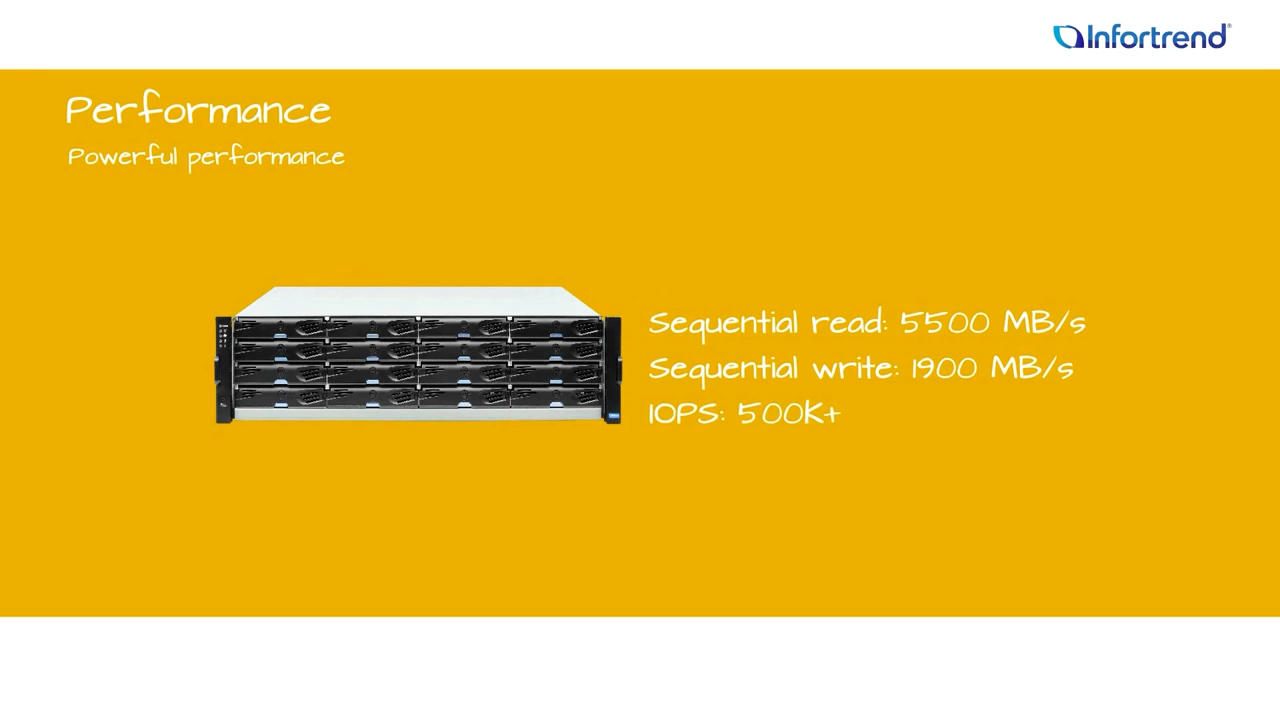 Infortrend®
Performance
Powerful performance
Sequential read: 5500 MB/s
Sequential write: 1900 MB/s
IOPS: 500K+